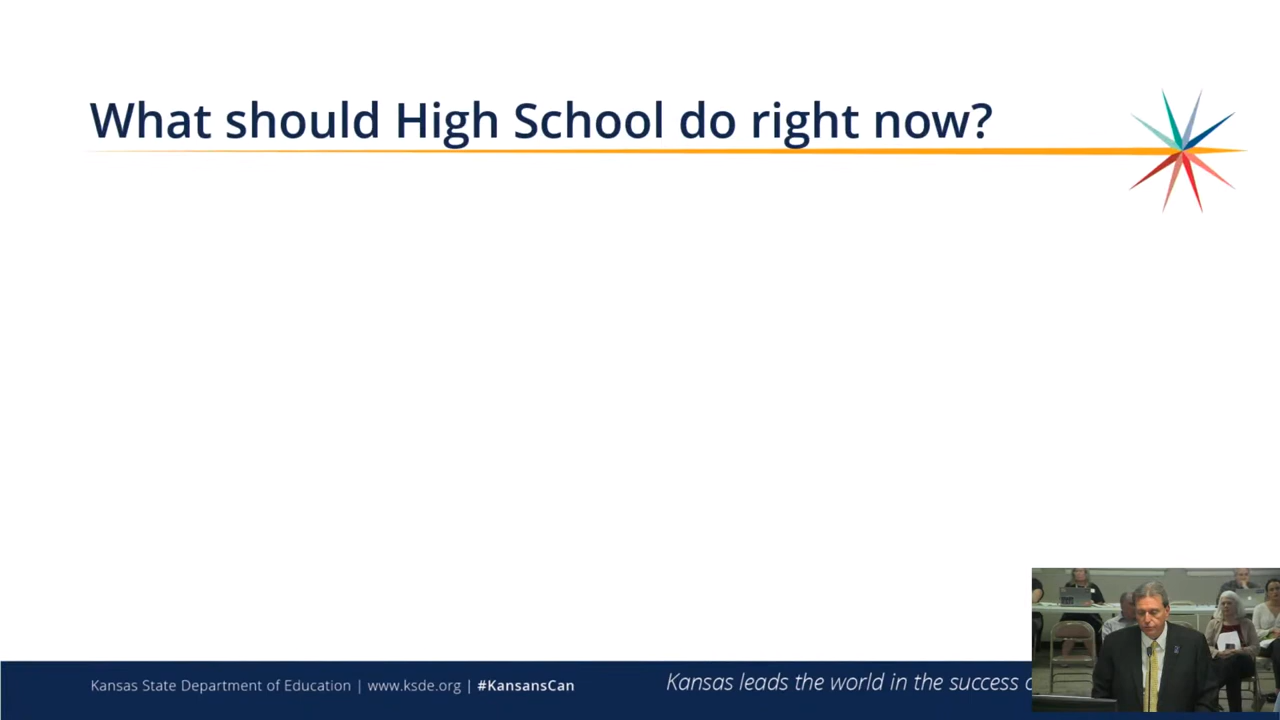 What should High School do right now?
Kansas State Department of Education | www.ksde.org | #KansansCan
Kansas leads the world in the success